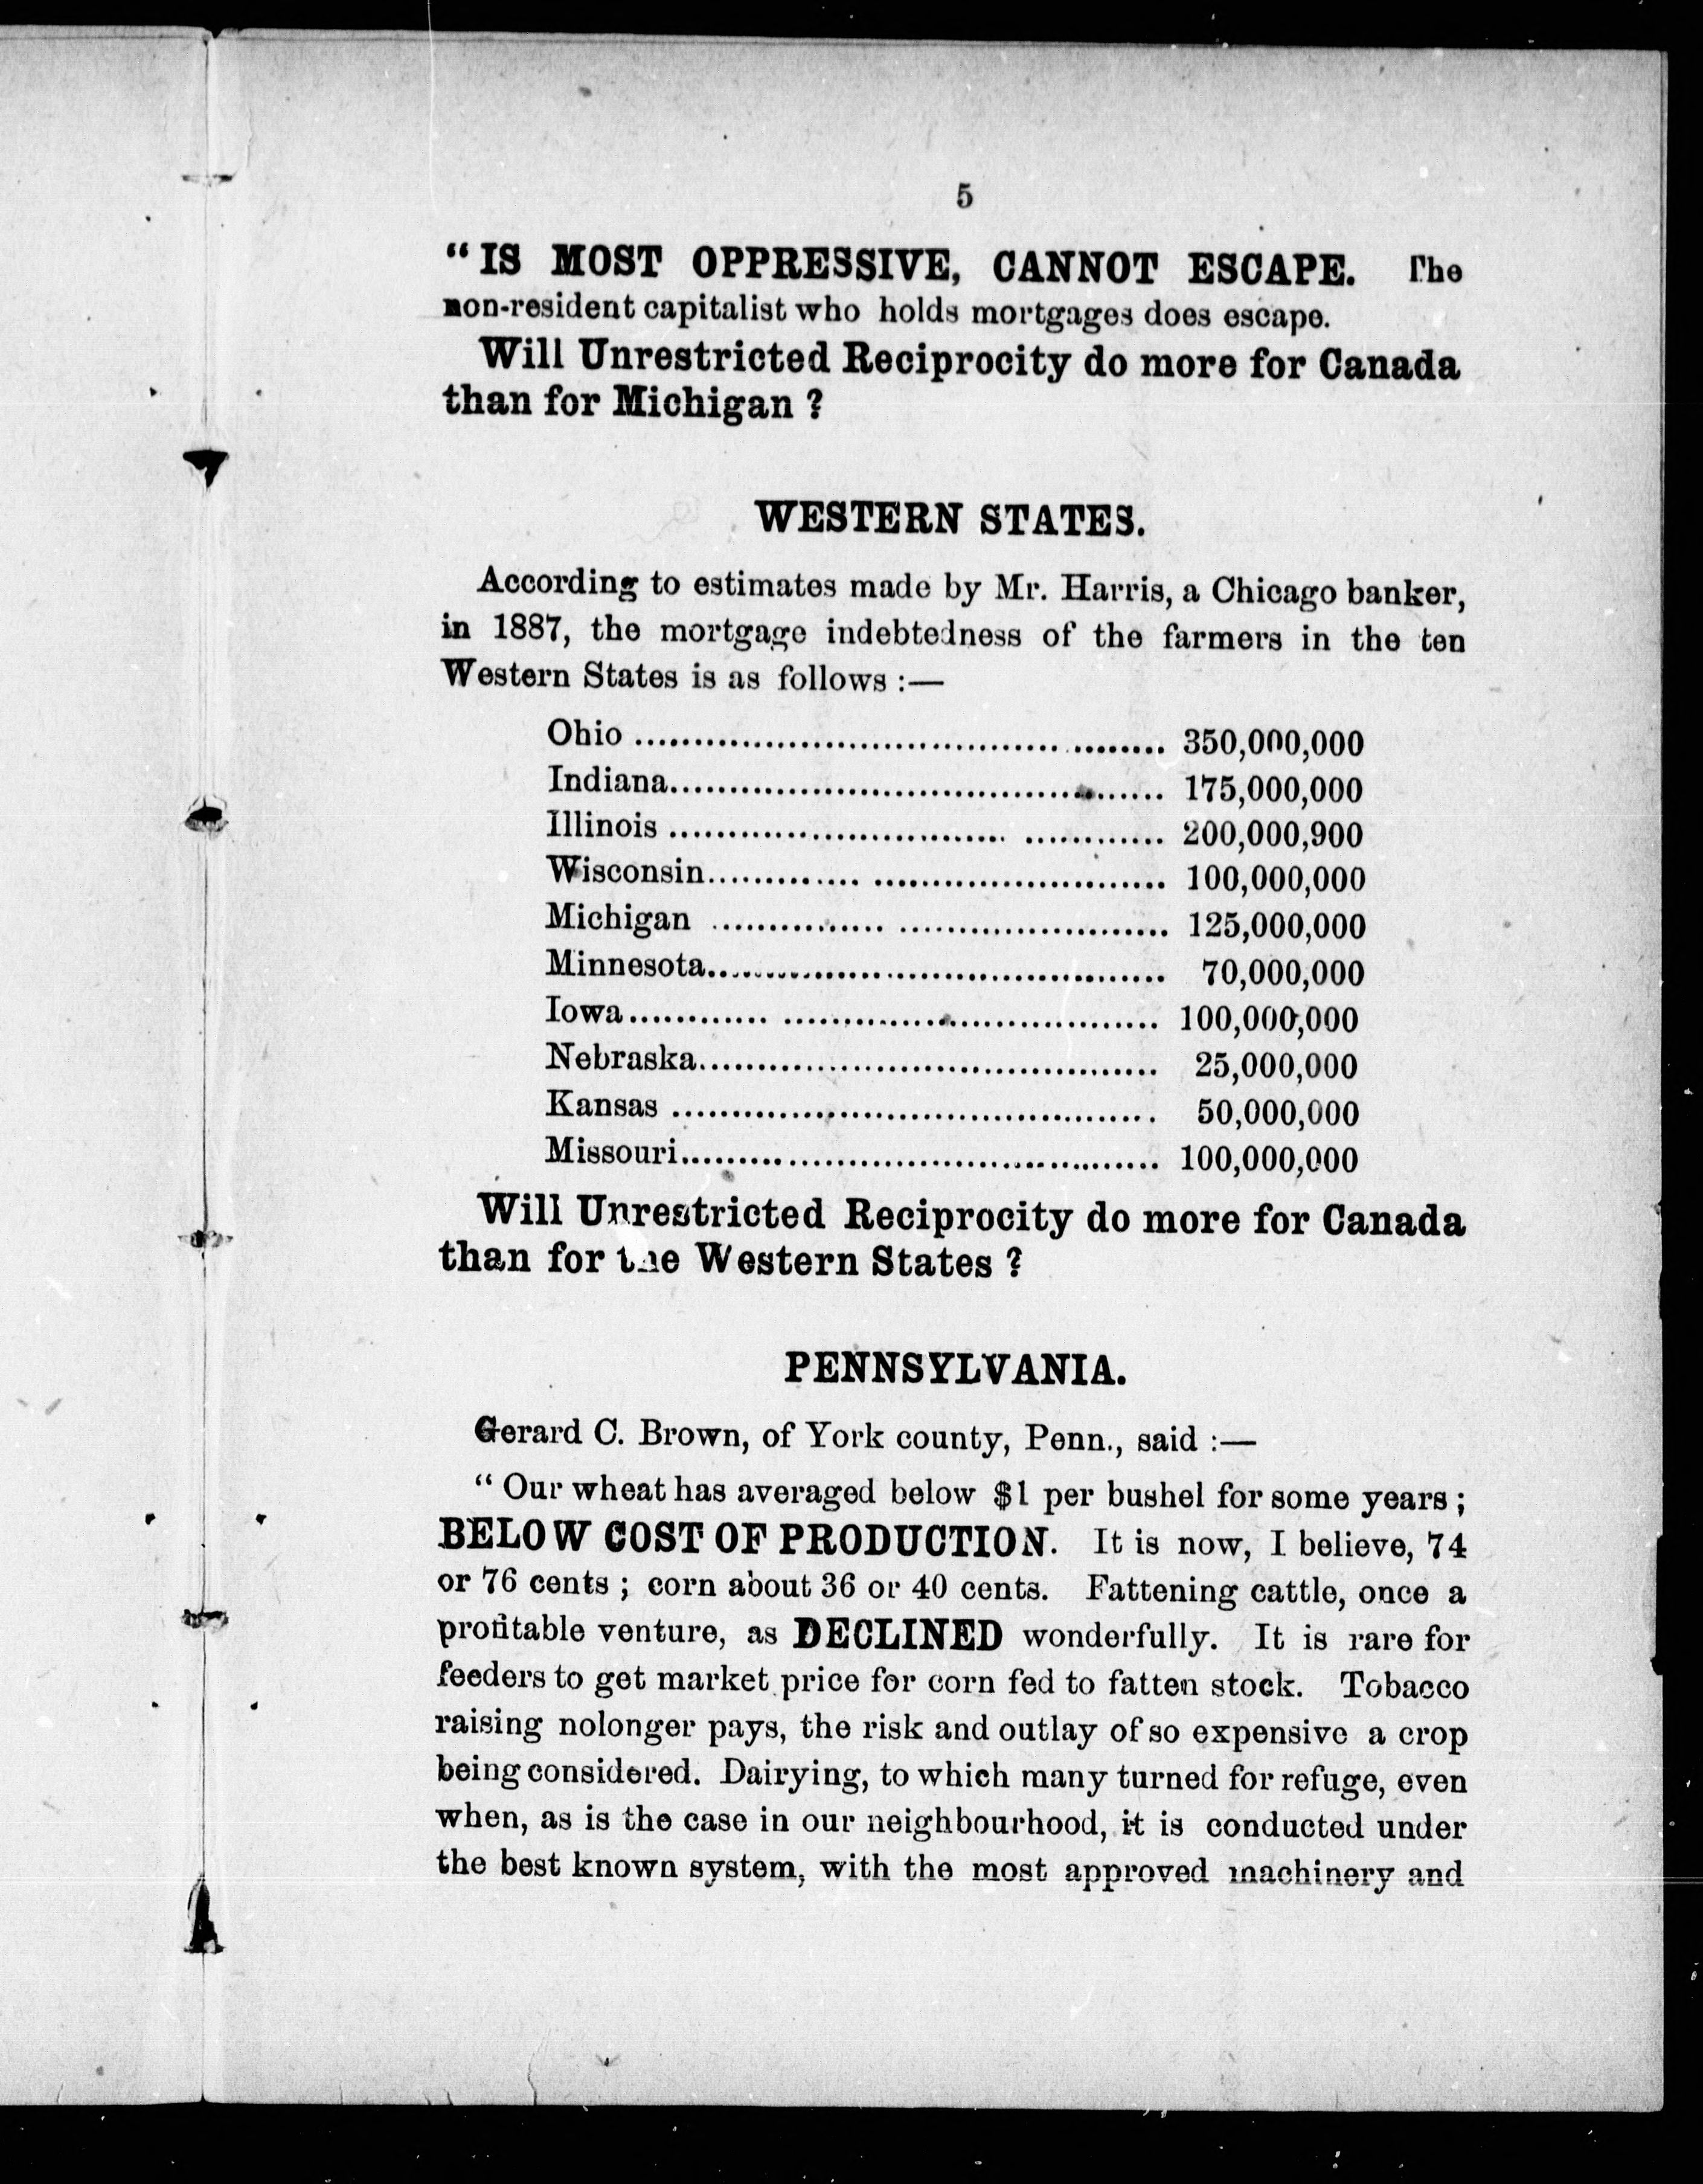 5
“IS MOST OPPRESSIVE, CANNOT ESCAPE. The
non-resident capitalist who holds mortgages does escape.
Will Unrestricted Reciprocity do more for Canada
than for Michigan ?
WESTERN STATES.
According to estimates made by Mr. Harris, a Chicago banker,
in 1887, the mortgage indebtedness of the farmers in the ten
Western States is as follows :—
Ohio ............................................. 350,000,000
Indiana.......................................... 175,000,000
Illinois ......................................... 200,000,900
Wisconsin....................................... 100,000,000
Michigan ....................................... 125,000,000
Minnesota....................................... 70,000,000
Iowa............................................. 100,000,000
Nebraska....................................... 25,000,000
Kansas ......................................... 50,000,000
Missouri........................................ 100,000,000
Will Unrestricted Reciprocity do more for Canada
than for the Western States ?
PENNSYLVANIA.
Gerard C. Brown, of York county, Penn., said :—
“ Our wheat has averaged below $1 per bushel for some years ;
BELOW COST OF PRODUCTION. It is now, I believe, 74
or 76 cents ; corn about 36 or 40 cents. Fattening cattle, once a
profitable venture, as DECLINED wonderfully. It is rare for
feeders to get market price for corn fed to fatten stock. Tobacco
raising nolonger pays, the risk and outlay of so expensive a crop
being considered. Dairying, to which many turned for refuge, even
when, as is the case in our neighbourhood, it is conducted under
the best known system, with the most approved machinery and